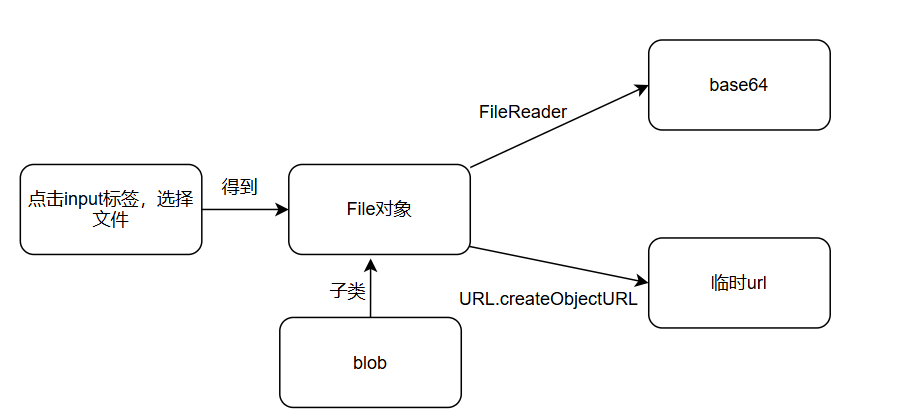 base64
FileReader
点击input标签，选择
文件
得到
File对象
子类
URL.createObjectURL
临时url
blob